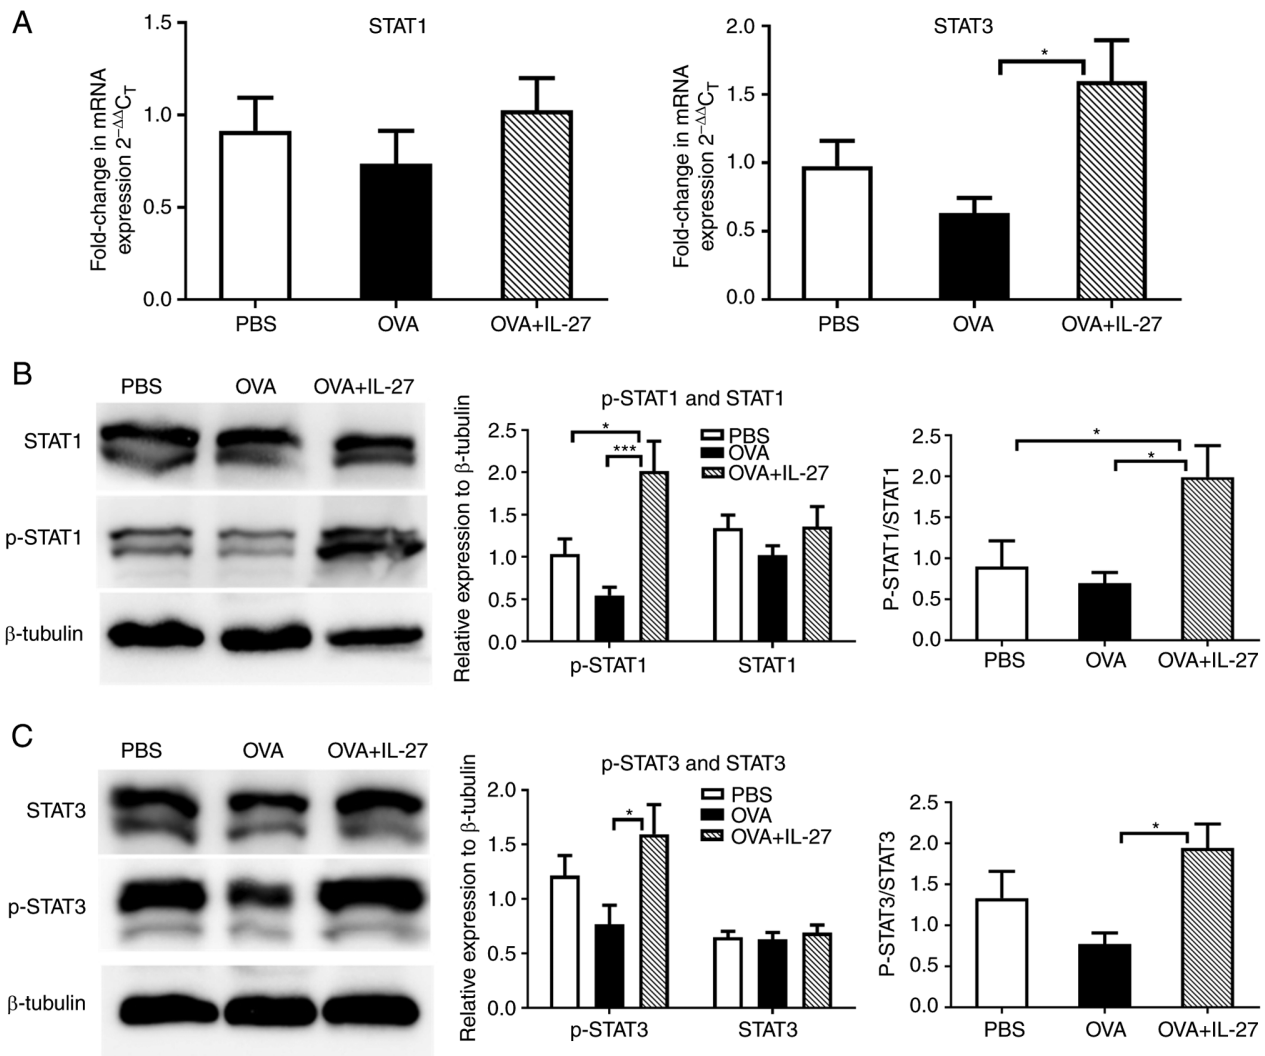 A
STAT1
Fold-change in mRNA
expression 2−ΔΔCT
1.5
1.0
0.5
0.0
PBS
OVA
OVA+IL-27
STAT3
Fold-change in mRNA
expression 2−ΔΔCT
2.0
1.5
1.0
0.5
0.0
*
PBS
OVA
OVA+IL-27
B
PBS
OVA
OVA+IL-27
STAT1
p-STAT1
β-tubulin
p-STAT1 and STAT1
Relative expression to β-tubulin
2.5
2.0
1.5
1.0
0.5
0.0
*
***
PBS
OVA
OVA+IL-27
p-STAT1
STAT1
P-STAT1/STAT1
2.5
2.0
1.5
1.0
0.5
0.0
*
*
PBS
OVA
OVA+IL-27
C
PBS
OVA
OVA+IL-27
STAT3
p-STAT3
β-tubulin
p-STAT3 and STAT3
Relative expression to β-tubulin
2.0
1.5
1.0
0.5
0.0
*
PBS
OVA
OVA+IL-27
p-STAT3
STAT3
P-STAT3/STAT3
2.5
2.0
1.5
1.0
0.5
0.0
*
PBS
OVA
OVA+IL-27